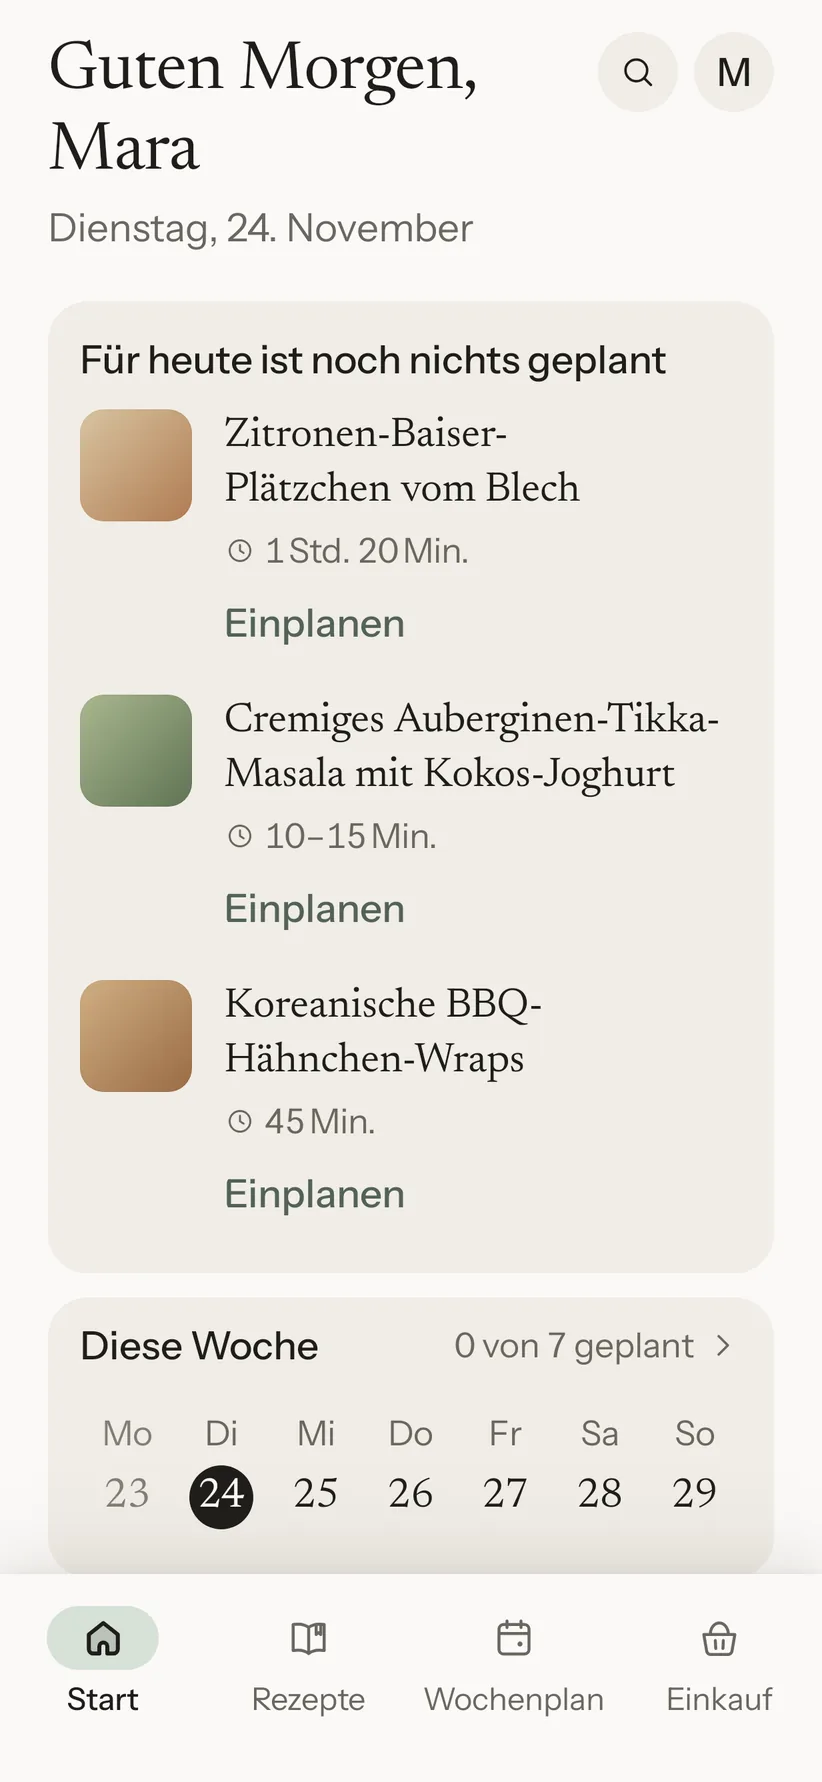 Guten Morgen,
Mara
M
Dienstag, 24. November
Für heute ist noch nichts geplant
Zitronen-Baiser-
Plätzchen vom Blech
1 Std. 20 Min.
Einplanen
Cremiges Auberginen-Tikka-
Masala mit Kokos-Joghurt
10–15 Min.
Einplanen
Koreanische BBQ-
Hähnchen-Wraps
45 Min.
Einplanen
Diese Woche 0 von 7 geplant
Mo Di Mi Do Fr Sa So
23 24 25 26 27 28 29
Start Rezepte Wochenplan Einkauf